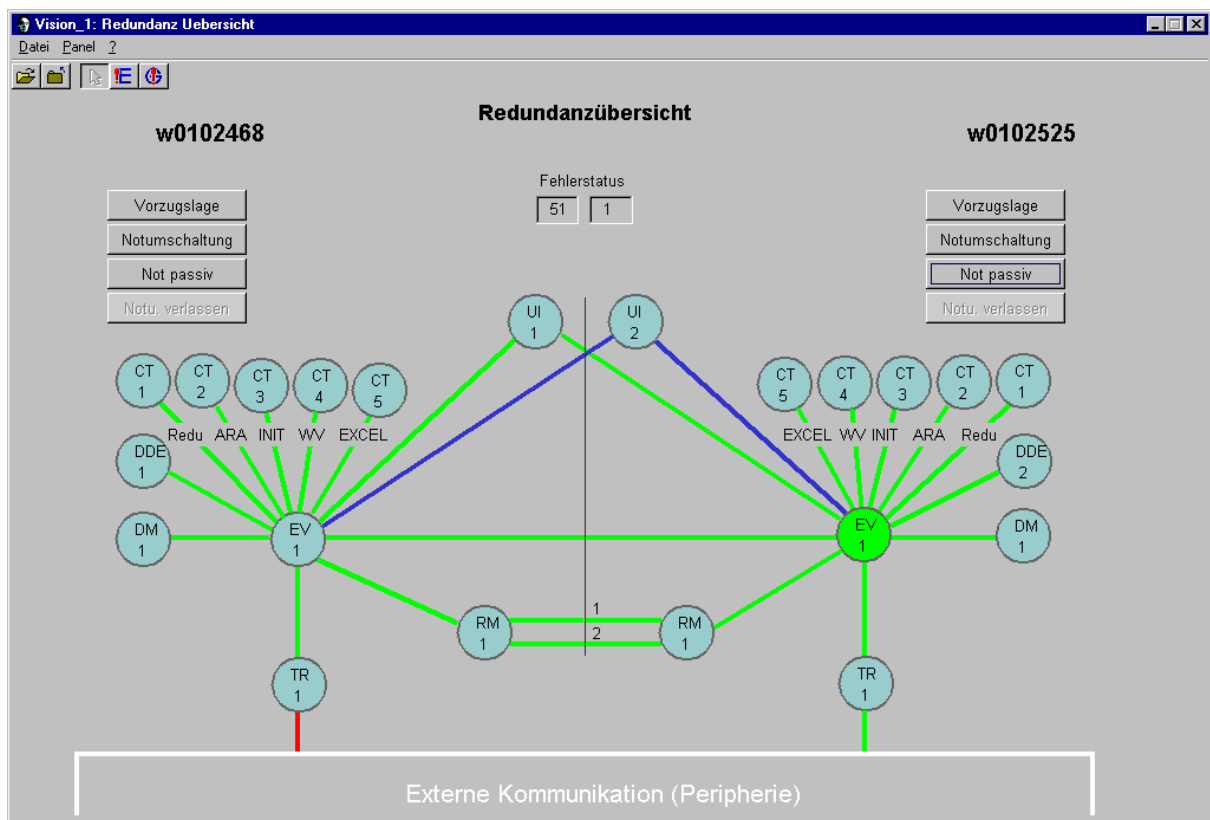 Vision_1: Redundanz Uebersicht
Datei Panel ?
Redundanzübersicht
w0102468
w0102525
Fehlerstatus
51 1
Vorzugslage
Notumschaltung
Not passiv
Notu. verlassen
Vorzugslage
Notumschaltung
Not passiv
Notu. verlassen
UI
1
UI
2
CT
1
CT
2
CT
3
CT
4
CT
5
CT
5
CT
4
CT
3
CT
2
CT
1
Redu ARA INIT WV EXCEL
EXCEL WV INIT ARA Redu
DDE
1
DDE
2
DM
1
EV
1
EV
1
DM
1
RM
1
1
2
RM
1
TR
1
TR
1
Externe Kommunikation (Peripherie)